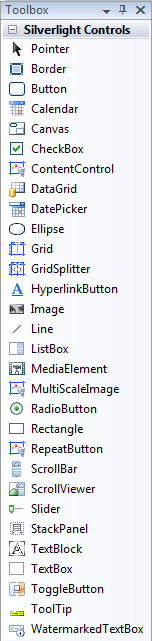 Toolbox
Silverlight Controls
Pointer
Border
Button
Calendar
Canvas
CheckBox
ContentControl
DataGrid
DatePicker
Ellipse
Grid
GridSplitter
HyperlinkButton
Image
Line
ListBox
MediaElement
MultiScaleImage
RadioButton
Rectangle
RepeatButton
ScrollBar
ScrollViewer
Slider
StackPanel
TextBlock
TextBox
ToggleButton
ToolTip
WatermarkedTextBox